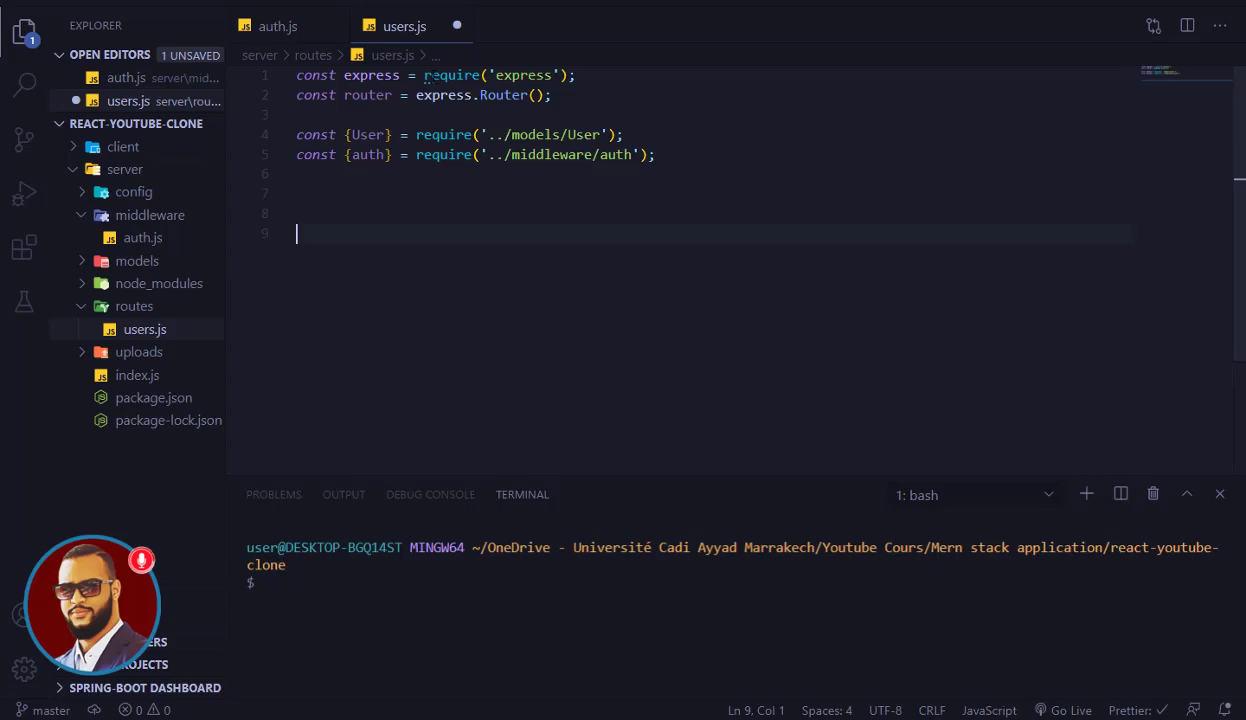 EXPLORER
OPEN EDITORS 1 UNSAVED
auth.js server\mid...
users.js server\rou...
REACT-YOUTUBE-CLONE
client
server
config
middleware
auth.js
models
node_modules
routes
users.js
uploads
index.js
package.json
package-lock.json
ERS
ROJECTS
SPRING-BOOT DASHBOARD
1
auth.js
users.js
server > routes > users.js > ...
1 const express = require('express');
2 const router = express.Router();
3
4 const {User} = require('../models/User');
5 const {auth} = require('../middleware/auth');
6
7
8
9
PROBLEMS OUTPUT DEBUG CONSOLE TERMINAL 1: bash
user@DESKTOP-BGQ14ST MINGW64 ~/OneDrive - Université Cadi Ayyad Marrakech/Youtube Cours/Mern stack application/react-youtube-
clone
$
master 0 0 Ln 9, Col 1 Spaces: 4 UTF-8 CRLF JavaScript Go Live Prettier: ✓
JS